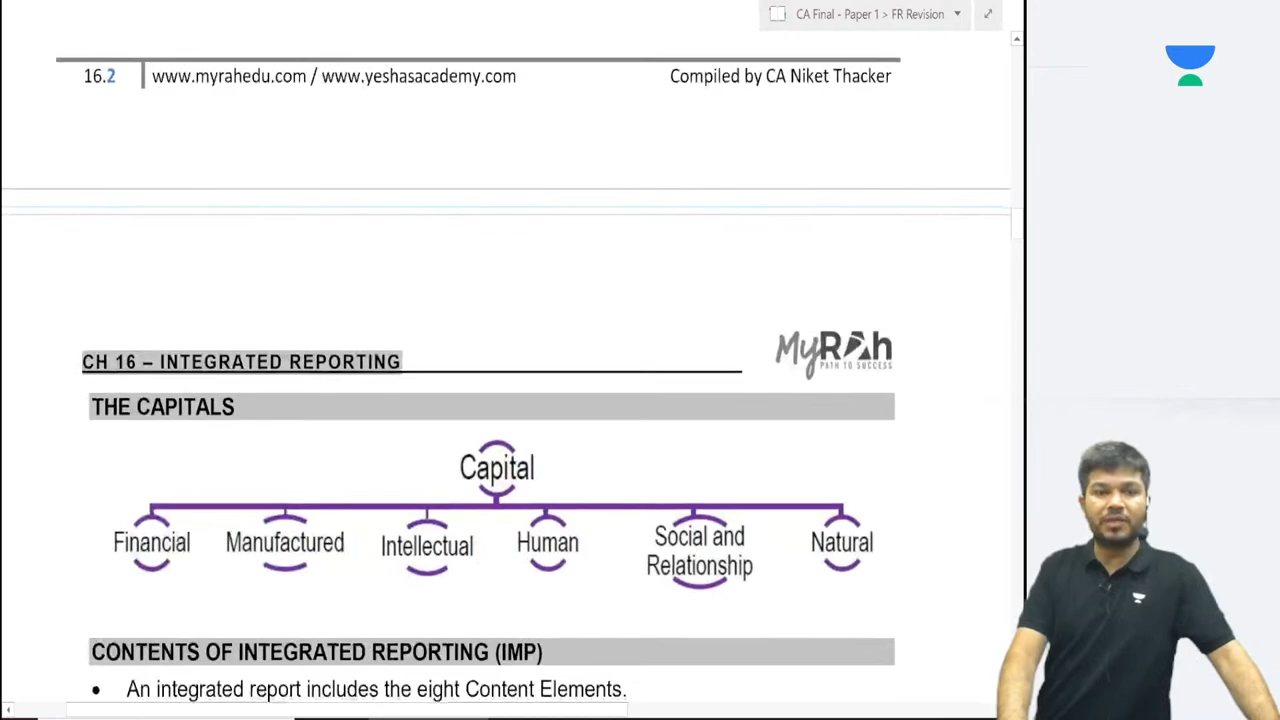 CA Final - Paper 1 > FR Revision
16.2 www.myrahedu.com / www.yeshasacademy.com Compiled by CA Niket Thacker
CH 16 – INTEGRATED REPORTING
MyRAh
PATH TO SUCCESS
THE CAPITALS
Capital
Financial
Manufactured
Intellectual
Human
Social and
Relationship
Natural
CONTENTS OF INTEGRATED REPORTING (IMP)
• An integrated report includes the eight Content Elements.